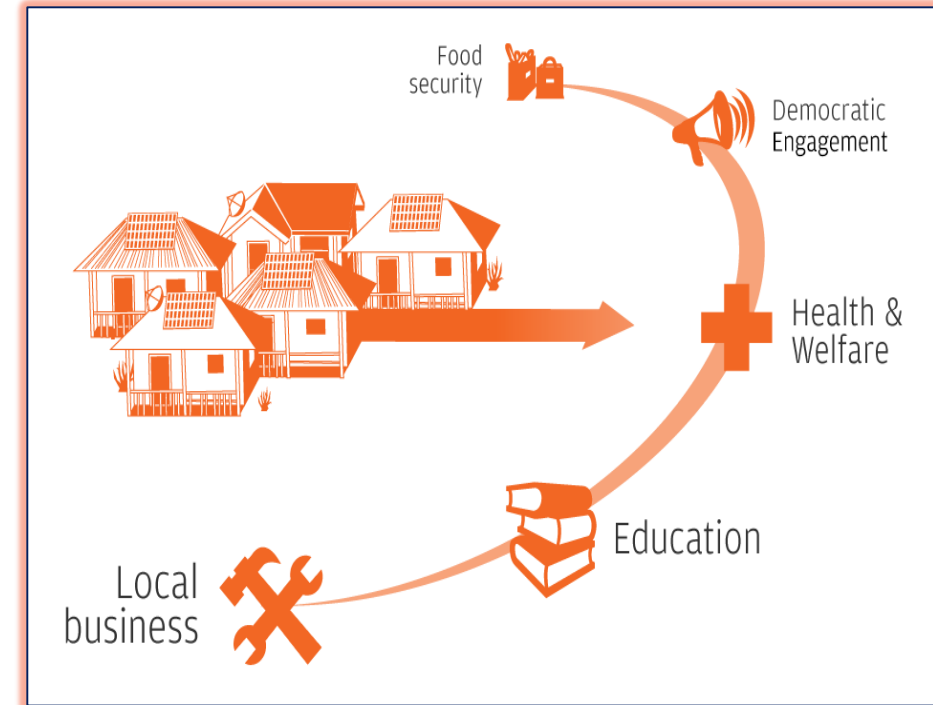 Food
security
Democratic
Engagement
Health &
Welfare
Education
Local
business